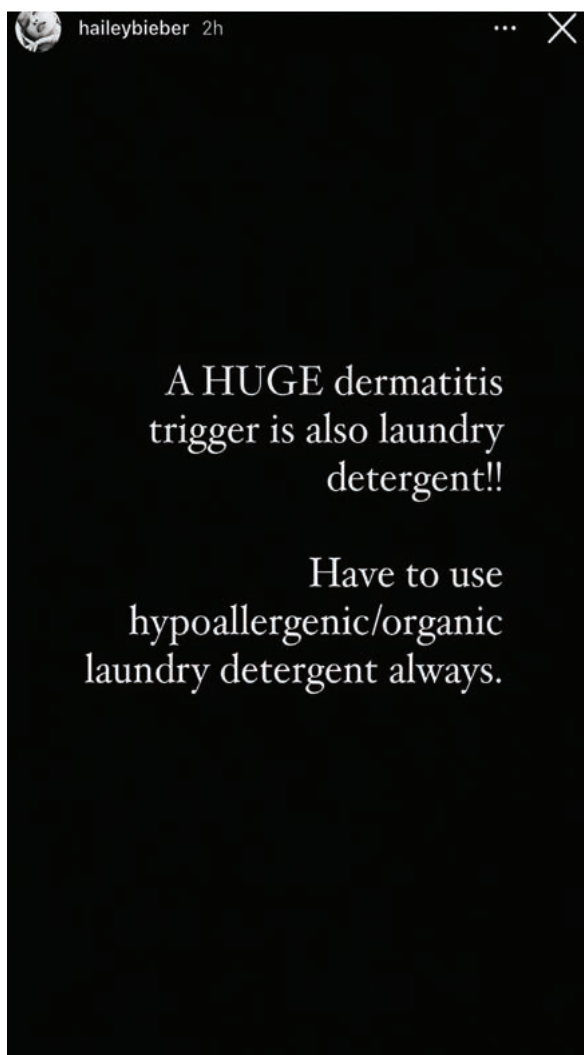 haileybieber 2h
A HUGE dermatitis
trigger is also laundry
detergent!!
Have to use
hypoallergenic/organic
laundry detergent always.